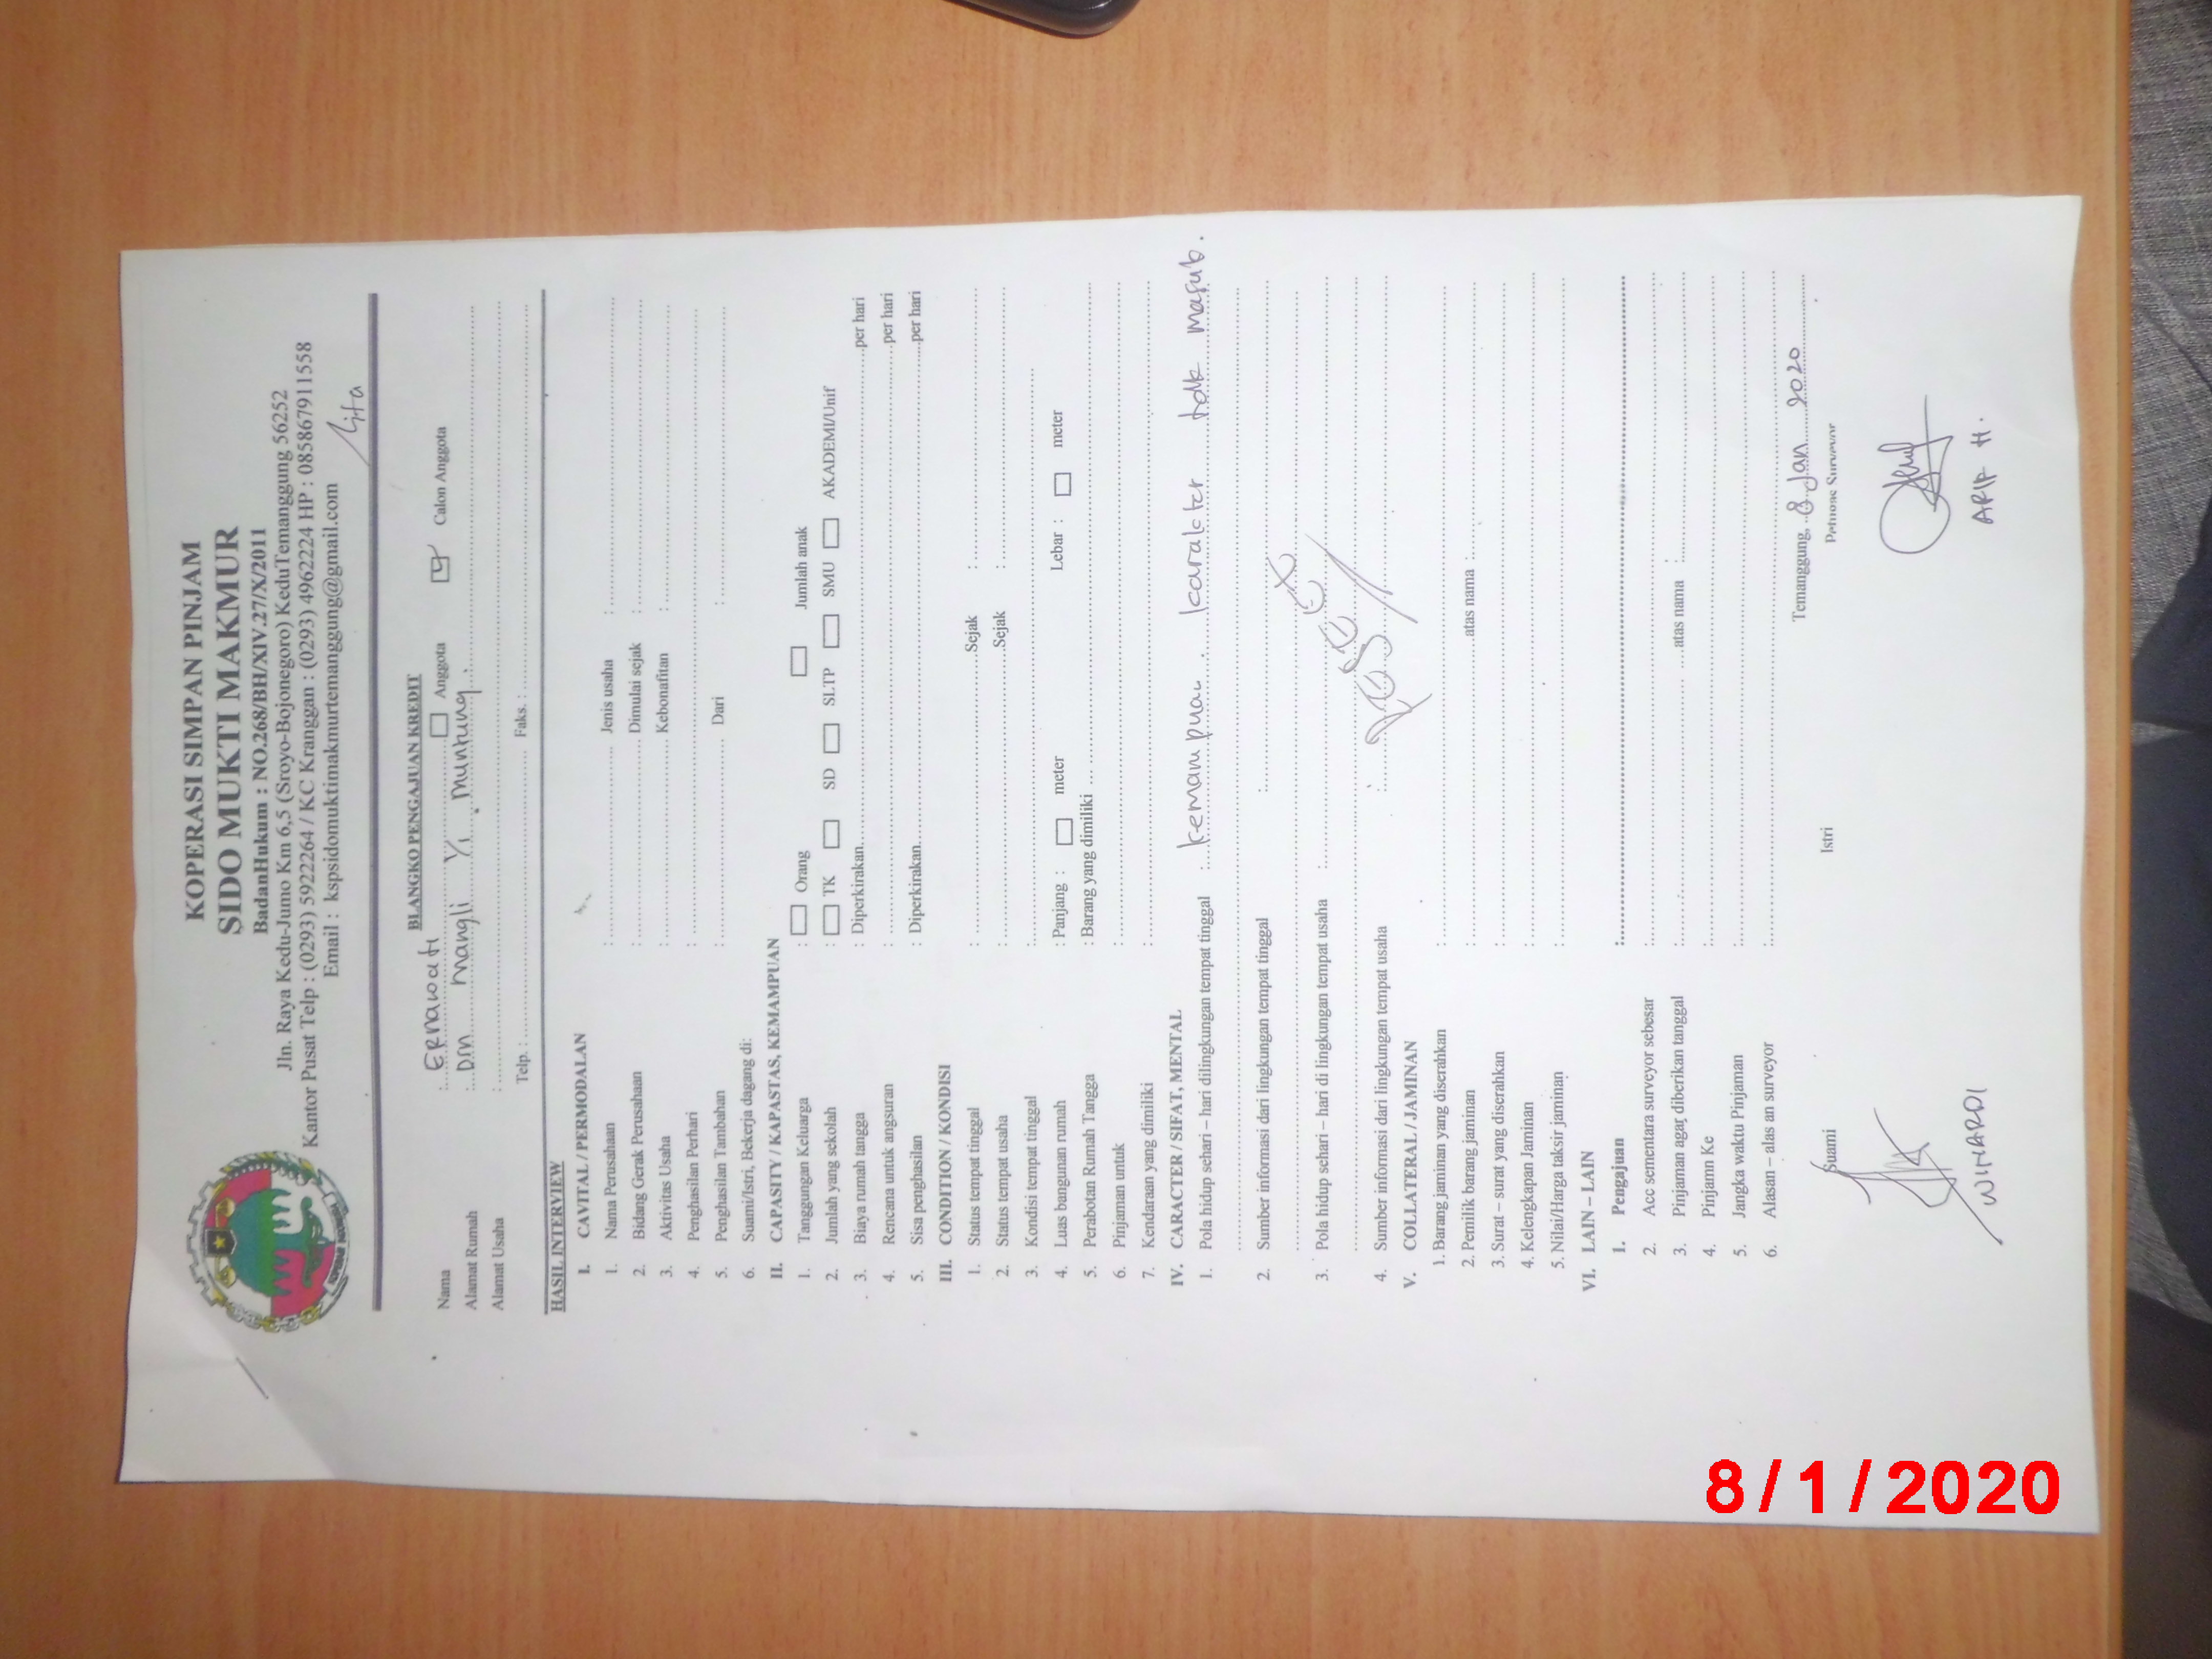 KOPERASI SIMPAN PINJAM
SIDO MUKTI MAKMUR
BadanHukum : NO.268/BH/XIV.27/X/2011
Jln. Raya Kedu-Jumo Km 6,5 (Sroyo-Bojonegoro) KeduTemanggung 56252
Kantor Pusat Telp : (0293) 5922264 / KC Kranggan : (0293) 4962224 HP : 085867911558
Email : kspsidomuktimakmurtemanggung@gmail.com
BLANGKO PENGAJUAN KREDIT
Nama : Ernawati Anggota Calon Anggota
Alamat Rumah : Dm mangli Yi. muntung.
Alamat Usaha :
Telp. : Faks. :
HASIL INTERVIEW
I. CAVITAL / PERMODALAN
1. Nama Perusahaan : Jenis usaha :
2. Bidang Gerak Perusahaan : Dimulai sejak :
3. Aktivitas Usaha : Kebonafitan :
4. Penghasilan Perhari :
5. Penghasilan Tambahan : Dari :
6. Suami/Istri, Bekerja dagang di:
II. CAPASITY / KAPASTAS, KEMAMPUAN
1. Tanggungan Keluarga : Orang Jumlah anak
2. Jumlah yang sekolah : TK SD SLTP SMU AKADEMI/Unif
3. Biaya rumah tangga : Diperkirakan per hari
4. Rencana untuk angsuran : per hari
5. Sisa penghasilan : Diperkirakan per hari
III. CONDITION / KONDISI
1. Status tempat tinggal : Sejak :
2. Status tempat usaha : Sejak :
3. Kondisi tempat tinggal :
4. Luas bangunan rumah : Panjang : meter Lebar : meter
5. Perabotan Rumah Tangga : Barang yang dimiliki
6. Pinjaman untuk :
7. Kendaraan yang dimiliki :
IV. CARACTER / SIFAT, MENTAL
1. Pola hidup sehari – hari dilingkungan tempat tinggal : kemampuan. karakter tdk masub.
2. Sumber informasi dari lingkungan tempat tinggal :
3. Pola hidup sehari – hari di lingkungan tempat usaha :
4. Sumber informasi dari lingkungan tempat usaha :
V. COLLATERAL / JAMINAN
1. Barang jaminan yang diserahkan :
2. Pemilik barang jaminan : atas nama :
3. Surat – surat yang diserahkan :
4. Kelengkapan Jaminan :
5. Nilai/Harga taksir jaminan :
VI. LAIN – LAIN
1. Pengajuan :
2. Acc sementara surveyor sebesar :
3. Pinjaman agar diberikan tanggal : atas nama :
4. Pinjamn Ke :
5. Jangka waktu Pinjaman :
6. Alasan – alas an surveyor :
Temanggung, 8 Jan 2020
Suami Istri Petugas Surveyor
WINARDI ARIF H.
8/1/2020